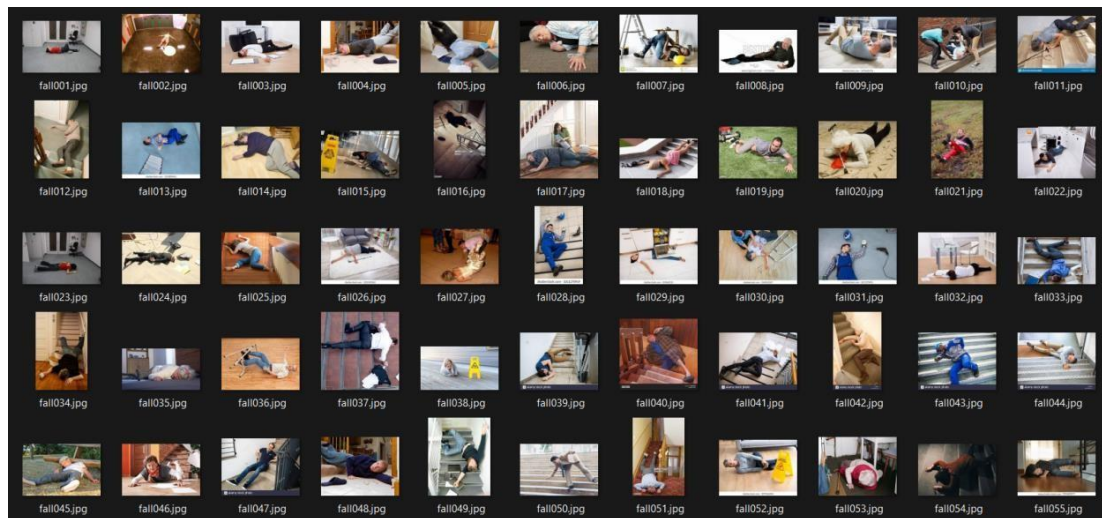 fall001.jpg fall002.jpg fall003.jpg fall004.jpg fall005.jpg fall006.jpg fall007.jpg fall008.jpg fall009.jpg fall010.jpg fall011.jpg
fall012.jpg fall013.jpg fall014.jpg fall015.jpg fall016.jpg fall017.jpg fall018.jpg fall019.jpg fall020.jpg fall021.jpg fall022.jpg
fall023.jpg fall024.jpg fall025.jpg fall026.jpg fall027.jpg fall028.jpg fall029.jpg fall030.jpg fall031.jpg fall032.jpg fall033.jpg
fall034.jpg fall035.jpg fall036.jpg fall037.jpg fall038.jpg fall039.jpg fall040.jpg fall041.jpg fall042.jpg fall043.jpg fall044.jpg
fall045.jpg fall046.jpg fall047.jpg fall048.jpg fall049.jpg fall050.jpg fall051.jpg fall052.jpg fall053.jpg fall054.jpg fall055.jpg